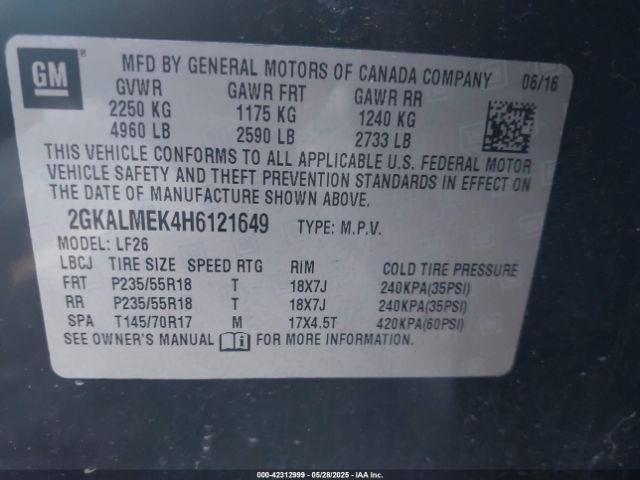 GM
MFD BY GENERAL MOTORS OF CANADA COMPANY 06/16
GVWR GAWR FRT GAWR RR
2250 KG 1175 KG 1240 KG
4960 LB 2590 LB 2733 LB
THIS VEHICLE CONFORMS TO ALL APPLICABLE U.S. FEDERAL MOTOR
VEHICLE SAFETY AND THEFT PREVENTION STANDARDS IN EFFECT ON
THE DATE OF MANUFACTURE SHOWN ABOVE.
2GKALMEK4H6121649 TYPE: M.P.V.
MODEL: LF26
LBCJ TIRE SIZE SPEED RTG RIM COLD TIRE PRESSURE
FRT P235/55R18 T 18X7J 240KPA(35PSI)
RR P235/55R18 T 18X7J 240KPA(35PSI)
SPA T145/70R17 M 17X4.5T 420KPA(60PSI)
SEE OWNER'S MANUAL FOR MORE INFORMATION.
000-42312999 - 05/28/2025 - IAA, Inc.